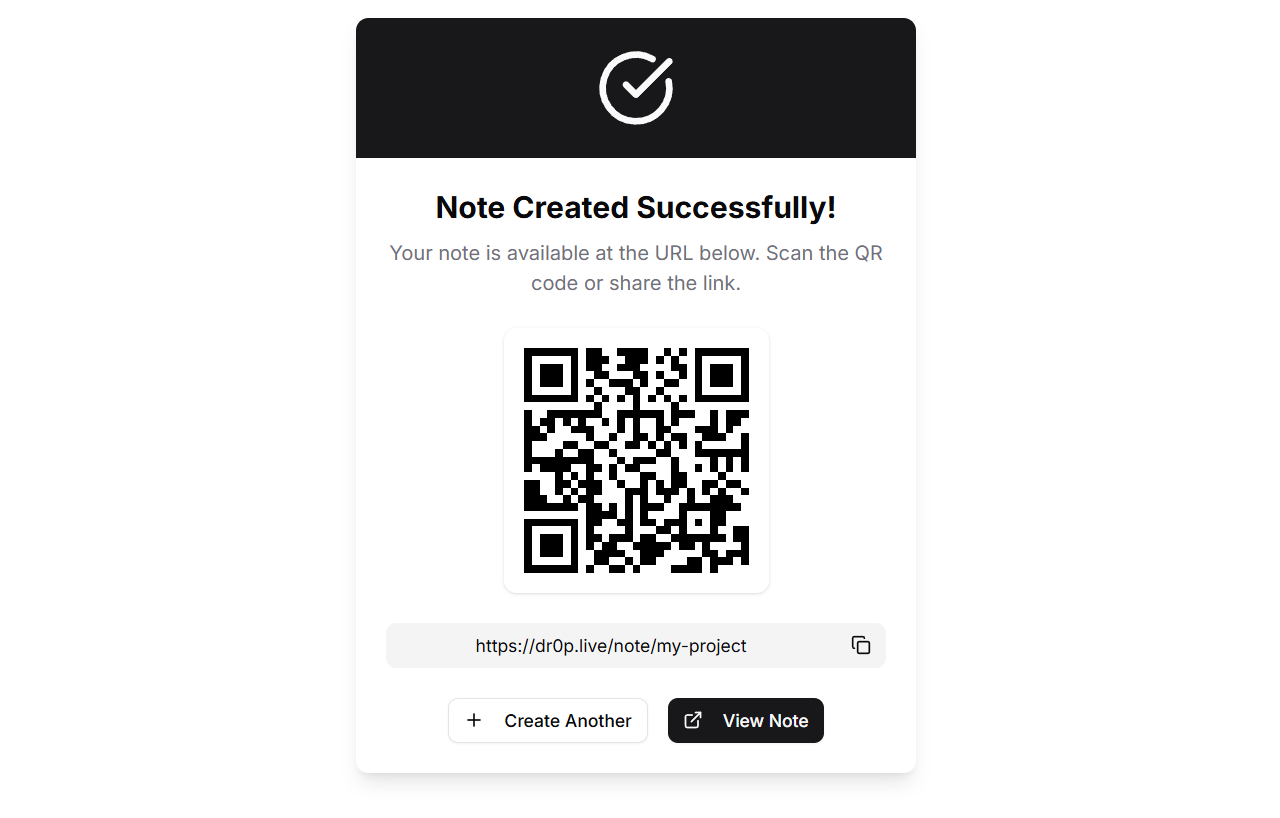 Note Created Successfully!
Your note is available at the URL below. Scan the QR
code or share the link.
https://dr0p.live/note/my-project
Create Another
View Note